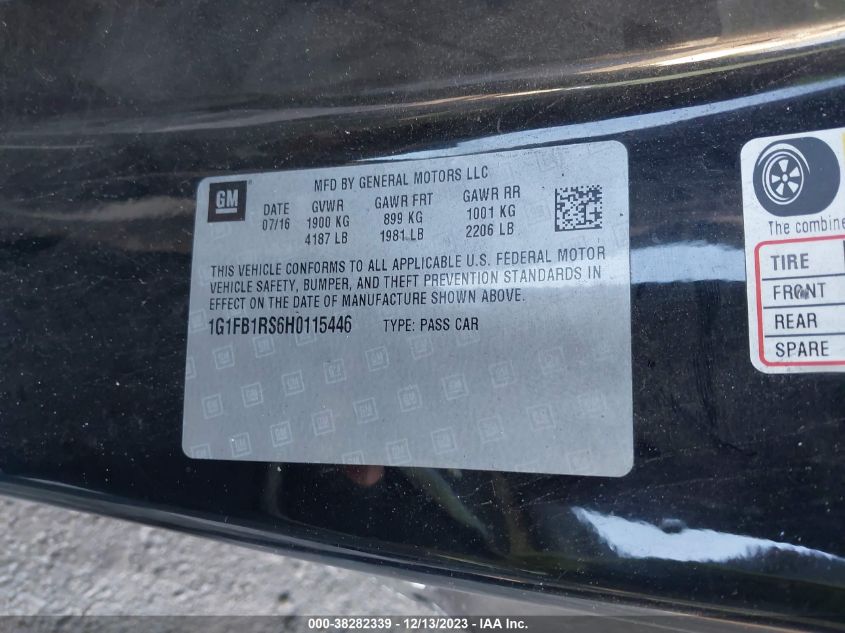 GM
MFD BY GENERAL MOTORS LLC
DATE GVWR GAWR FRT GAWR RR
07/16 1900 KG 899 KG 1001 KG
4187 LB 1981 LB 2206 LB
THIS VEHICLE CONFORMS TO ALL APPLICABLE U.S. FEDERAL MOTOR
VEHICLE SAFETY, BUMPER, AND THEFT PREVENTION STANDARDS IN
EFFECT ON THE DATE OF MANUFACTURE SHOWN ABOVE.
1G1FB1RS6H0115446 TYPE: PASS CAR
The combine
TIRE
FRONT
REAR
SPARE
000-38282339 - 12/13/2023 - IAA Inc.